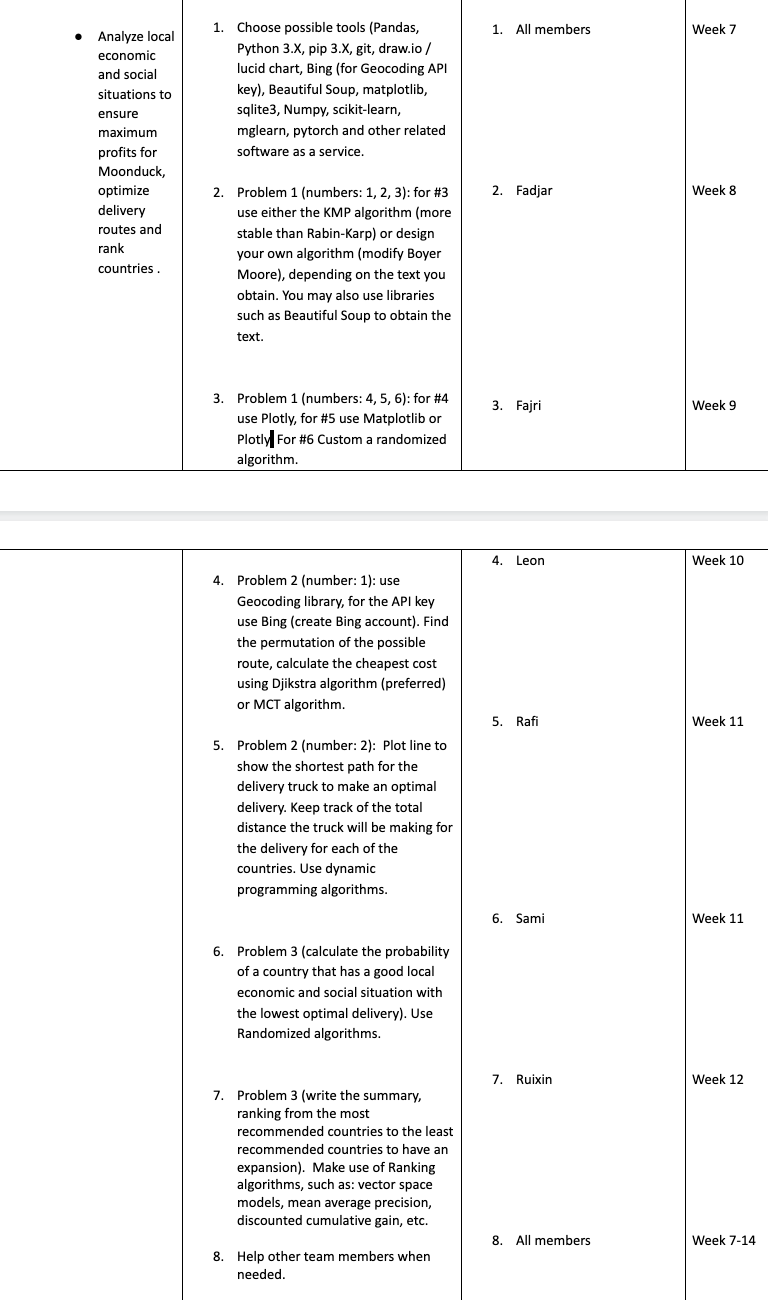 ● Analyze local
economic
and social
situations to
ensure
maximum
profits for
Moonduck,
optimize
delivery
routes and
rank
countries .
1. Choose possible tools (Pandas,
Python 3.X, pip 3.X, git, draw.io /
lucid chart, Bing (for Geocoding API
key), Beautiful Soup, matplotlib,
sqlite3, Numpy, scikit-learn,
mglearn, pytorch and other related
software as a service.
1. All members
Week 7
2. Problem 1 (numbers: 1, 2, 3): for #3
use either the KMP algorithm (more
stable than Rabin-Karp) or design
your own algorithm (modify Boyer
Moore), depending on the text you
obtain. You may also use libraries
such as Beautiful Soup to obtain the
text.
2. Fadjar
Week 8
3. Problem 1 (numbers: 4, 5, 6): for #4
use Plotly, for #5 use Matplotlib or
Plotly For #6 Custom a randomized
algorithm.
3. Fajri
Week 9
4. Problem 2 (number: 1): use
Geocoding library, for the API key
use Bing (create Bing account). Find
the permutation of the possible
route, calculate the cheapest cost
using Djikstra algorithm (preferred)
or MCT algorithm.
4. Leon
Week 10
5. Problem 2 (number: 2):  Plot line to
show the shortest path for the
delivery truck to make an optimal
delivery. Keep track of the total
distance the truck will be making for
the delivery for each of the
countries. Use dynamic
programming algorithms.
5. Rafi
Week 11
6. Problem 3 (calculate the probability
of a country that has a good local
economic and social situation with
the lowest optimal delivery). Use
Randomized algorithms.
6. Sami
Week 11
7. Problem 3 (write the summary,
ranking from the most
recommended countries to the least
recommended countries to have an
expansion).  Make use of Ranking
algorithms, such as: vector space
models, mean average precision,
discounted cumulative gain, etc.
7. Ruixin
Week 12
8. Help other team members when
needed.
8. All members
Week 7-14